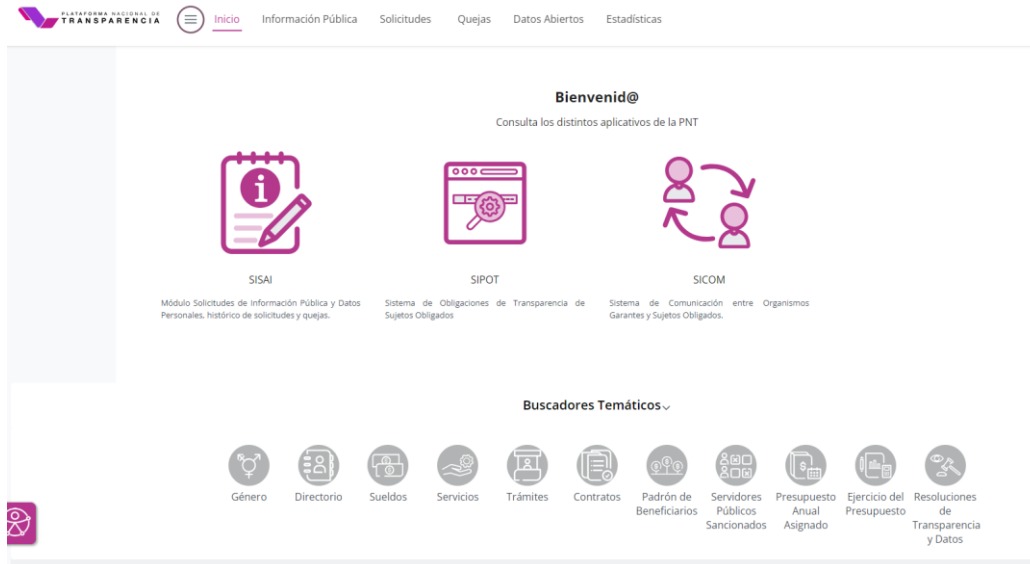 PLATAFORMA NACIONAL DE
TRANSPARENCIA
Inicio
Información Pública
Solicitudes
Quejas
Datos Abiertos
Estadísticas
Bienvenid@
Consulta los distintos aplicativos de la PNT
SISAI
Módulo Solicitudes de Información Pública y Datos
Personales, histórico de solicitudes y quejas.
SIPOT
Sistema de Obligaciones de Transparencia de
Sujetos Obligados
SICOM
Sistema de Comunicación entre Organismos
Garantes y Sujetos Obligados.
Buscadores Temáticos
Género
Directorio
Sueldos
Servicios
Trámites
Contratos
Padrón de
Beneficiarios
Servidores
Públicos
Sancionados
Presupuesto
Anual
Asignado
Ejercicio del
Presupuesto
Resoluciones
de
Transparencia
y Datos